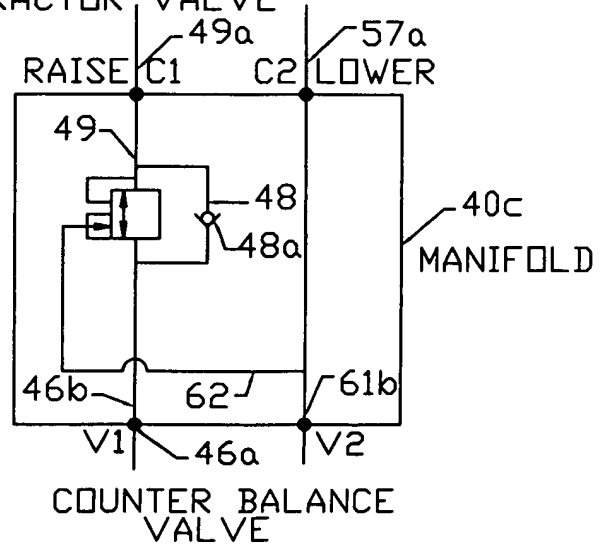 VALVE
49a
57a
RAISE C1 C2 LOWER
49
48
40c
48a
MANIFOLD
46b
62
61b
V1
46a
V2
COUNTER BALANCE
VALVE